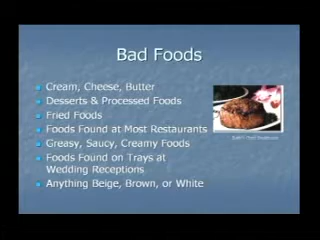 Bad Foods
Cream, Cheese, Butter
Desserts & Processed Foods
Fried Foods
Foods Found at Most Restaurants
Greasy, Saucy, Creamy Foods
Foods Found on Trays at
Wedding Receptions
Anything Beige, Brown, or White